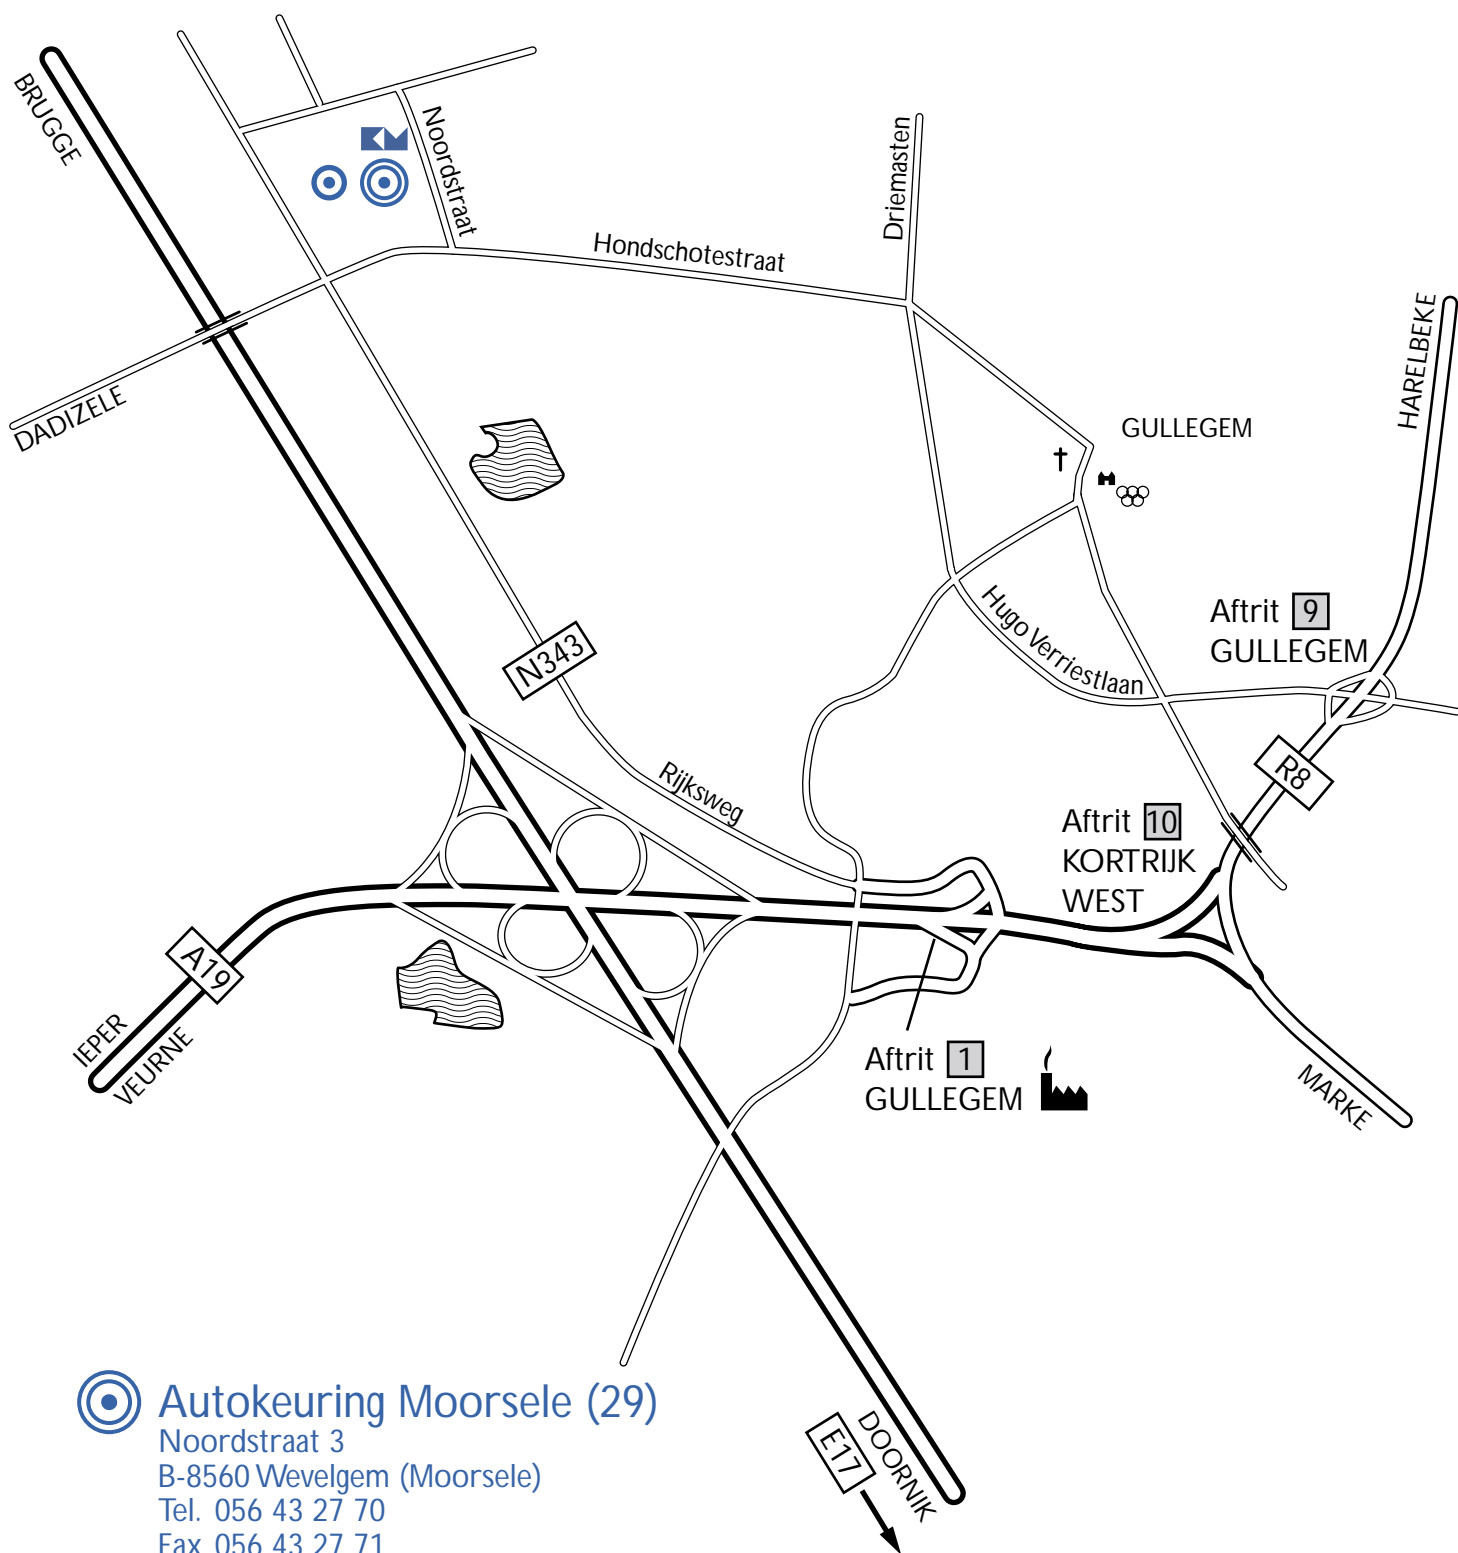 BRUGGE
Noordstraat
Driemasten
Hondschotestraat
HARELBEKE
DADIZELE
GULLEGEM
Aftrit 9
GULLEGEM
Hugo Verriestlaan
N343
R8
Rijksweg
Aftrit 10
KORTRIJK
WEST
A19
IEPER
VEURNE
Aftrit 1
GULLEGEM
MARKE
Autokeuring Moorsele (29)
Noordstraat 3
B-8560 Wevelgem (Moorsele)
Tel. 056 43 27 70
Fax 056 43 27 71
E17
DOORNIK